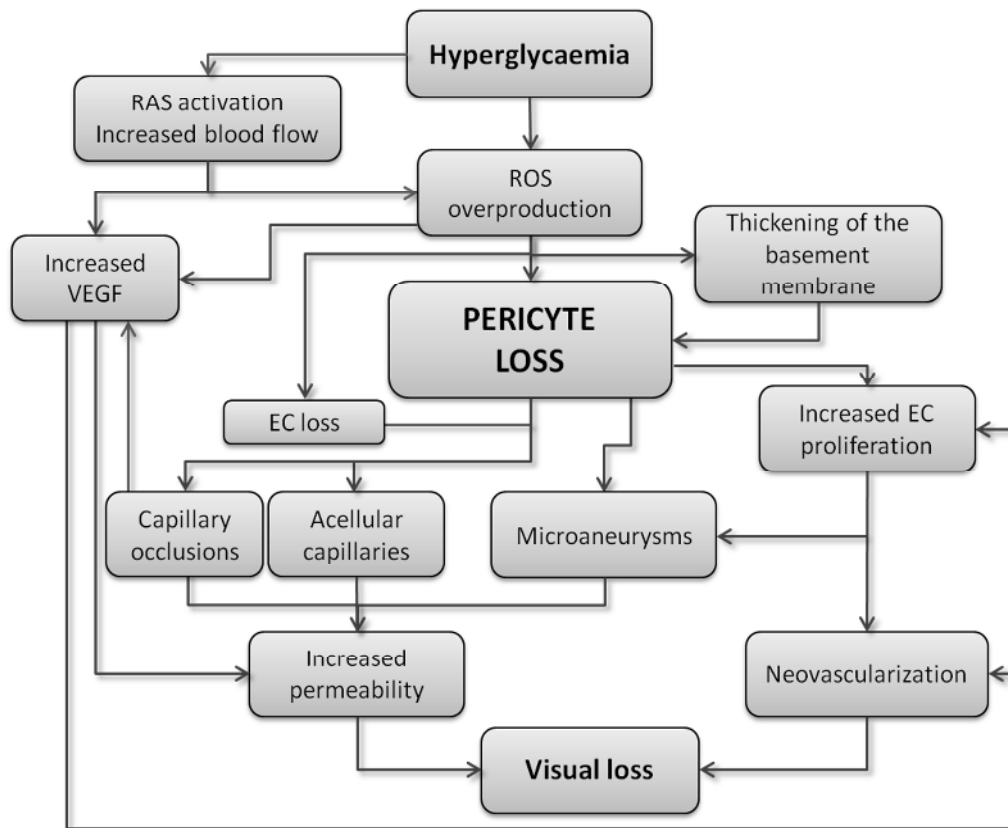 Hyperglycaemia
RAS activation
Increased blood flow
ROS
overproduction
Thickening of the
basement
membrane
Increased
VEGF
PERICYTE
LOSS
EC loss
Increased EC
proliferation
Capillary
occlusions
Acellular
capillaries
Microaneurysms
Increased
permeability
Neovascularization
Visual loss